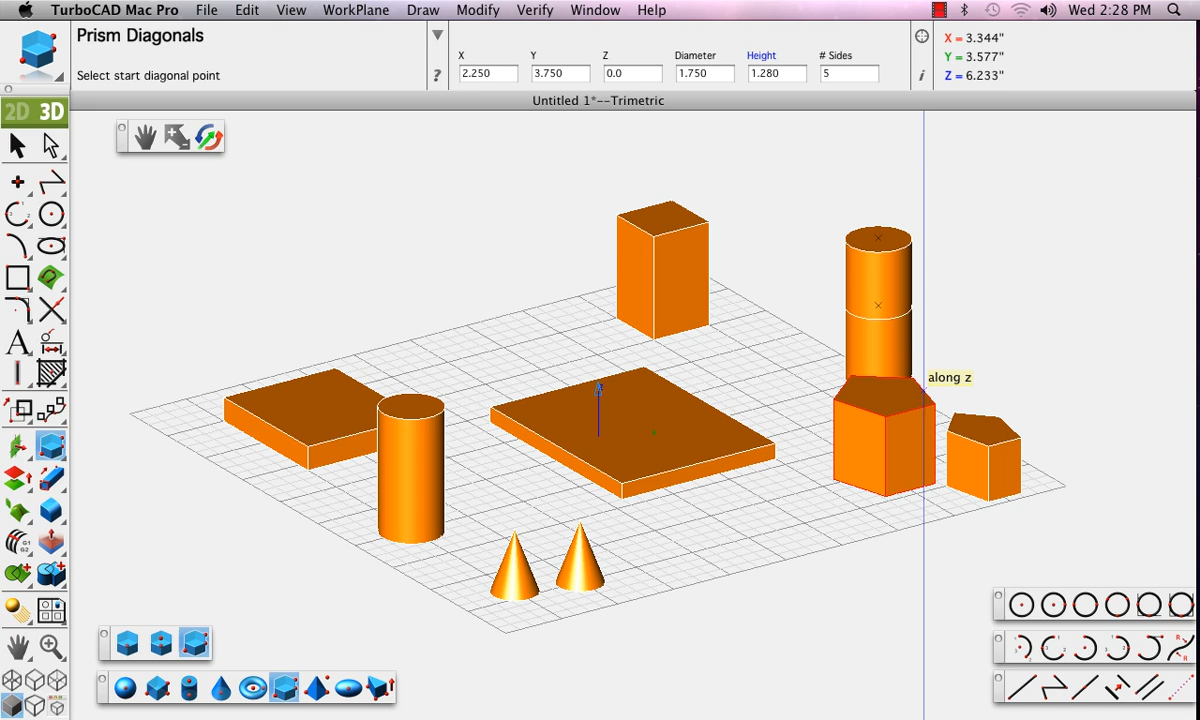 TurboCAD Mac Pro File Edit View WorkPlane Draw Modify Verify Window Help Wed 2:28 PM
Prism Diagonals
Select start diagonal point
?
X Y Z Diameter Height # Sides
2.250 3.750 0.0 1.750 1.280 5
i
X = 3.344"
Y = 3.577"
Z = 6.233"
Untitled 1*--Trimetric
2D 3D
A
G1
G2
along z